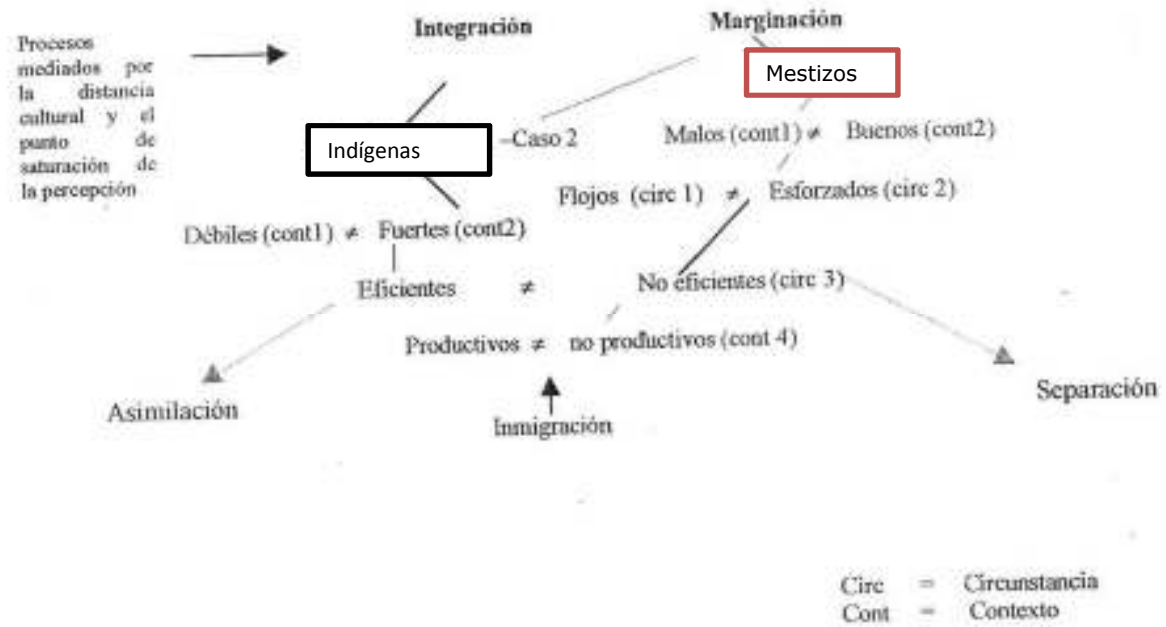 Procesos
mediados por
la distancia
cultural y el
punto de
saturación de
la percepción
Integración
Marginación
Mestizos
Indígenas
–Caso 2
Malos (cont1) ≠ Buenos (cont2)
Flojos (circ 1) ≠ Esforzados (circ 2)
Débiles (cont1) ≠ Fuertes (cont2)
Eficientes ≠ No eficientes (circ 3)
Productivos ≠ no productivos (cont 4)
Asimilación
Inmigración
Separación
Circ = Circunstancia
Cont = Contexto